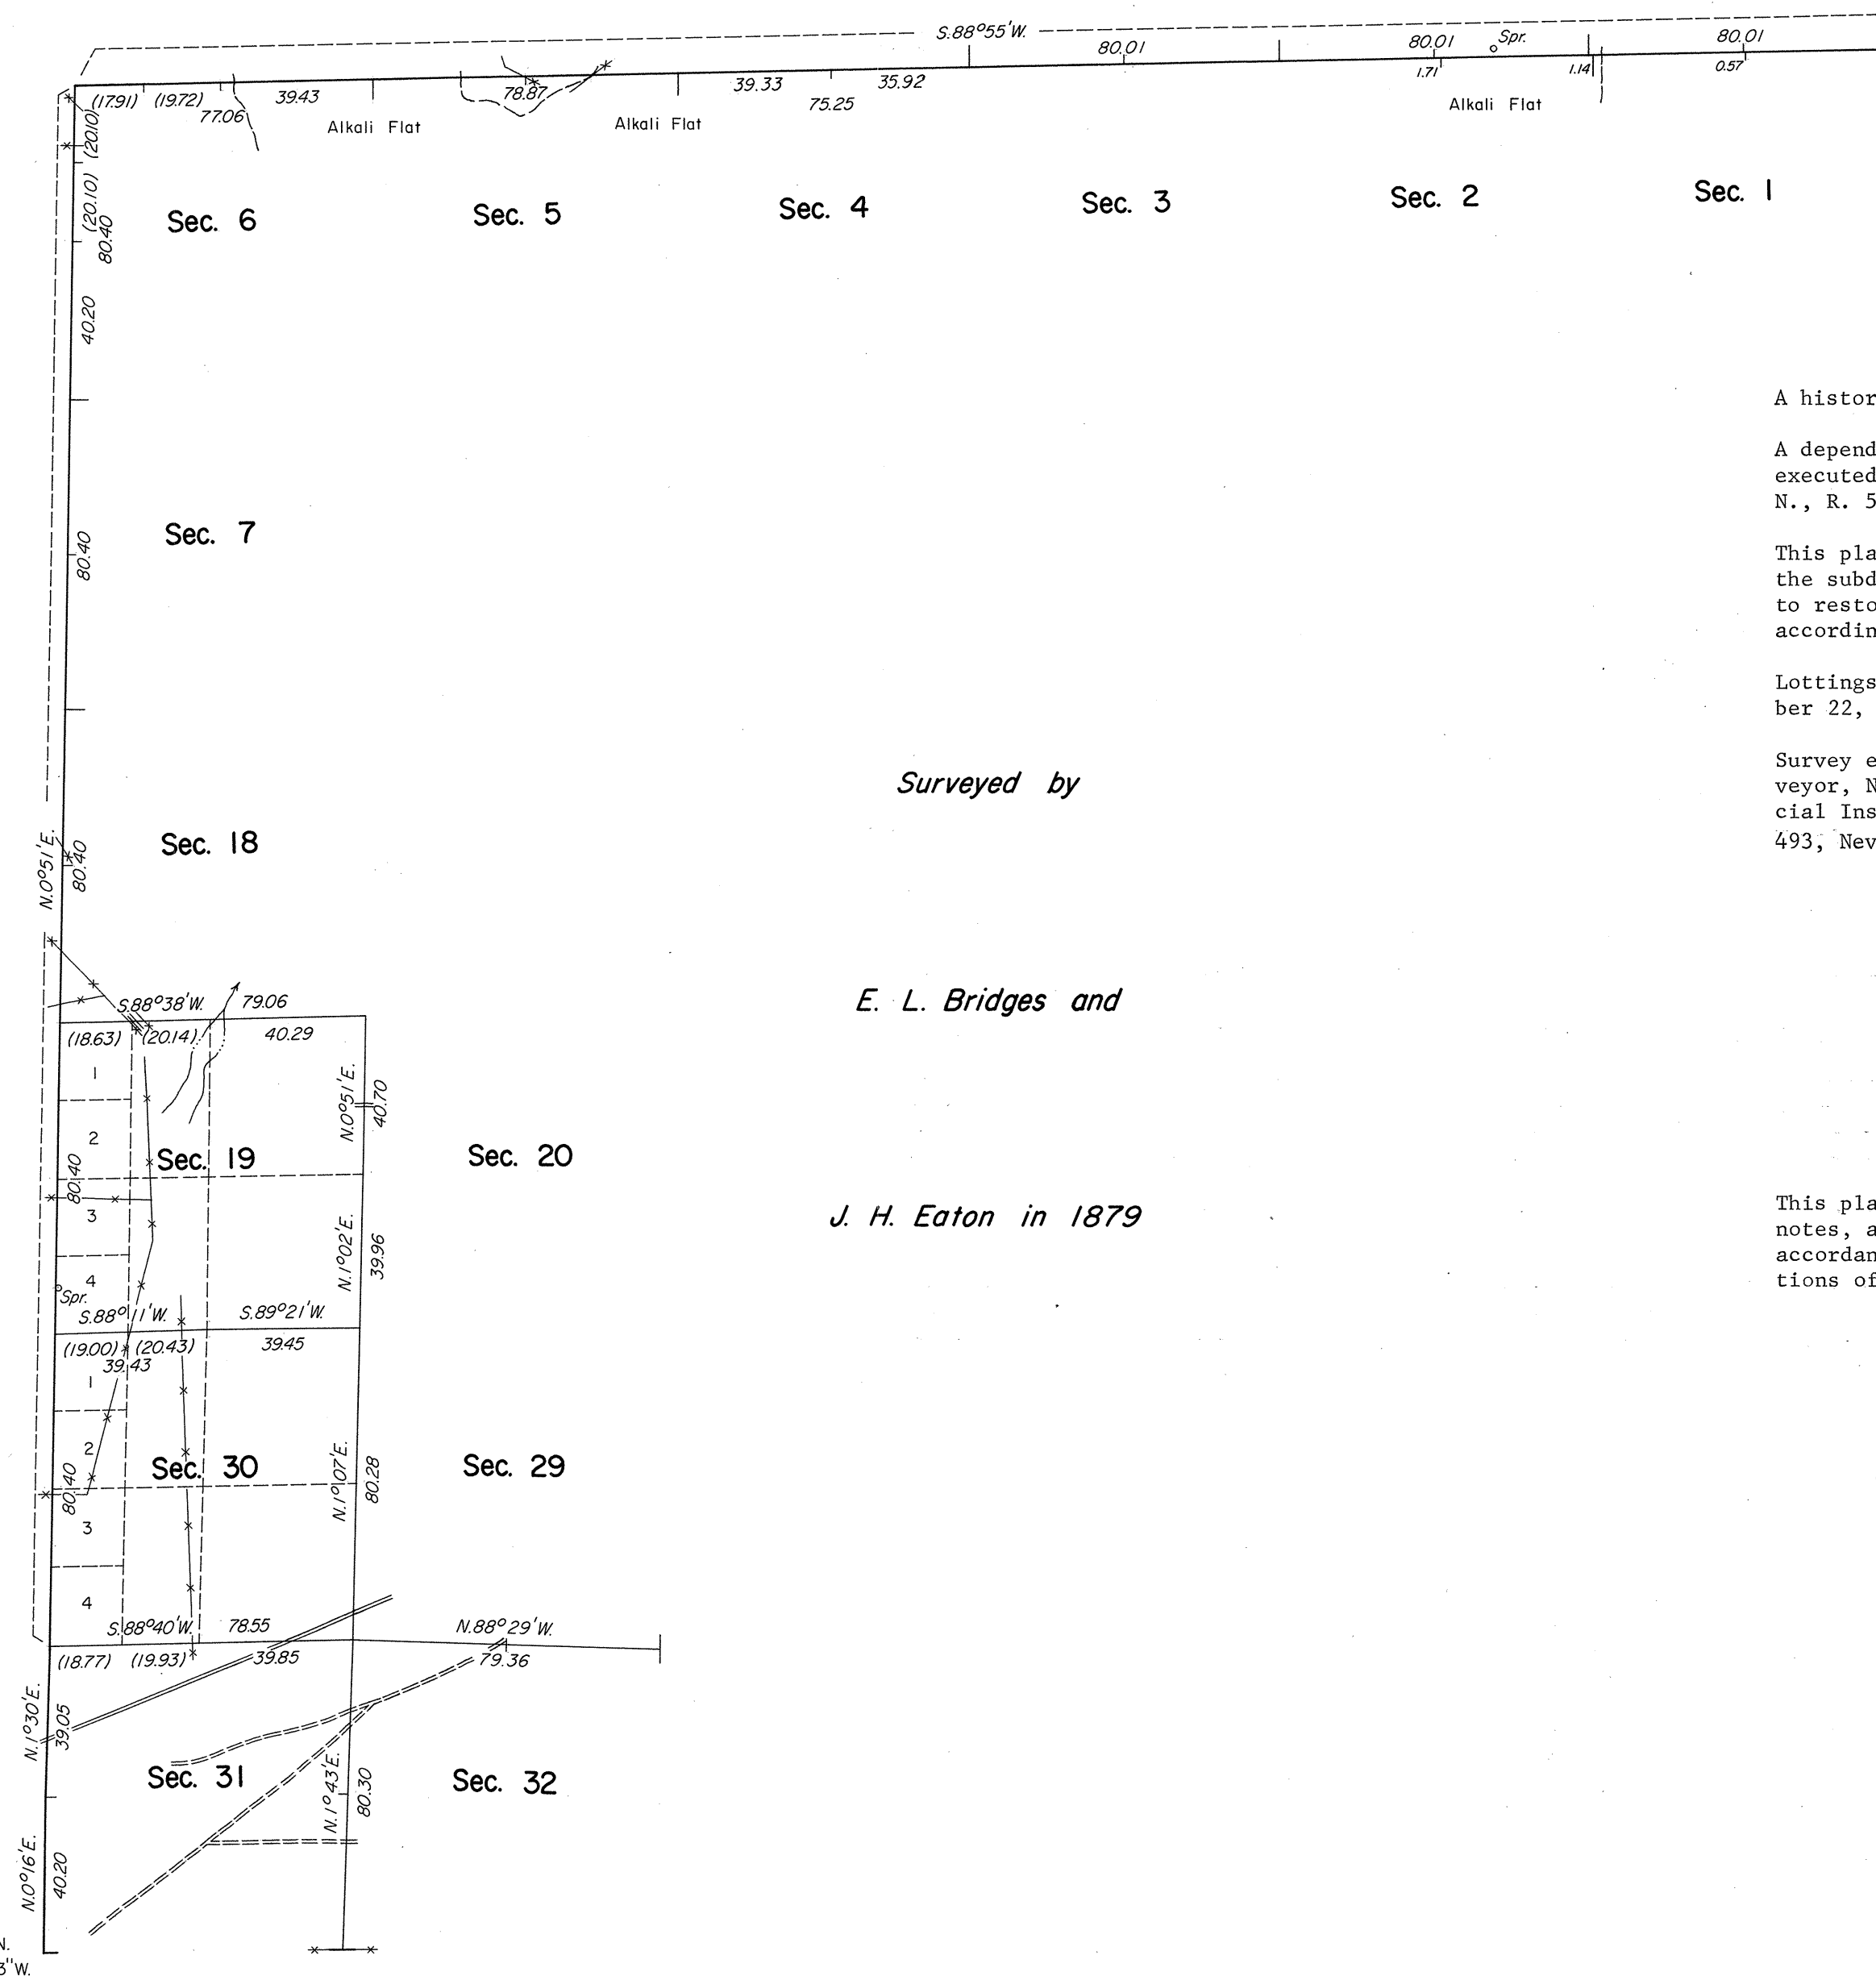 S.88°55'W.
80.01
80.01
Spr.
80.01
(17.91) (19.72) 39.43 78.87 39.33 35.92 1.71 1.14 0.57
77.06
75.25
Alkali Flat
Alkali Flat
Alkali Flat
(20.10)
(20.10)
80.40
40.20
Sec. 6
Sec. 5
Sec. 4
Sec. 3
Sec. 2
Sec. 1
A histor
A depend
executed
N., R. 5
Sec. 7
80.40
This pla
the subd
to resto
accordin
Lottings
ber 22,
Surveyed by
Survey e
veyor, N
cial Ins
493, Nev
Sec. 18
N.0°51'E.
80.40
E. L. Bridges and
S.88°38'W. 79.06
(18.63) (20.14) 40.29
1
N.0°51'E.
40.70
2
Sec. 19
Sec. 20
80.40
3
J. H. Eaton in 1879
This pla
notes, a
accordan
tions of
N.1°02'E.
39.96
4
Spr.
S.88°11'W. S.89°21'W.
(19.00) (20.43) 39.45
39.43
1
2
Sec. 30
Sec. 29
80.40
N.1°07'E.
80.28
3
4
S.88°40'W. 78.55 N.88°29'W.
(18.77) (19.93) 39.85 79.36
N.1°30'E.
39.05
Sec. 31
Sec. 32
N.1°43'E.
80.30
N.0°16'E.
40.20
N.
3"W.